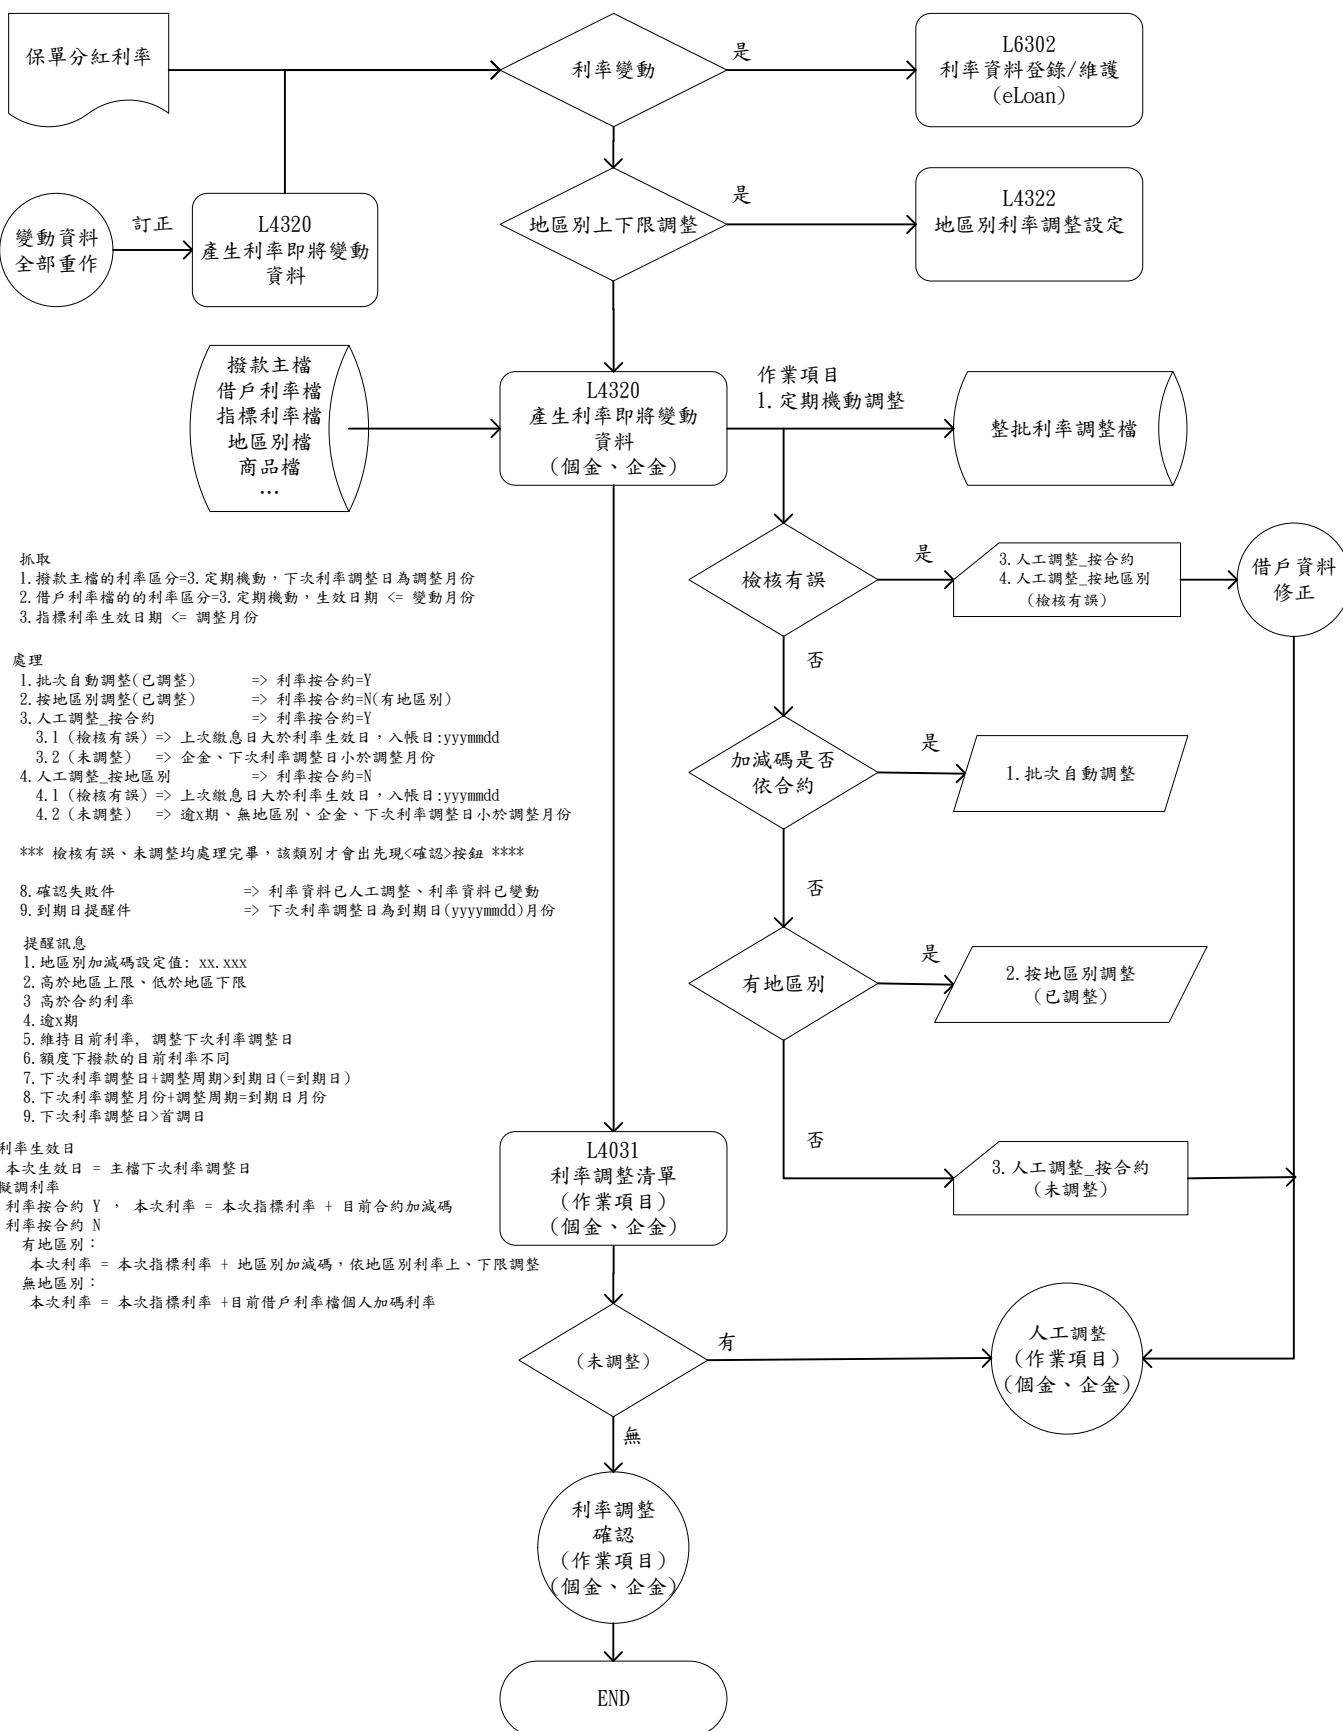 保單分紅利率
利率變動
是
L6302
利率資料登錄/維護
(eLoan)
變動資料
全部重作
訂正
L4320
產生利率即將變動
資料
地區別上下限調整
是
L4322
地區別利率調整設定
撥款主檔
借戶利率檔
指標利率檔
地區別檔
商品檔
...
L4320
產生利率即將變動
資料
(個金、企金)
作業項目
1.定期機動調整
整批利率調整檔
抓取
1.撥款主檔的利率區分=3.定期機動，下次利率調整日為調整月份
2.借戶利率檔的的利率區分=3.定期機動，生效日期 <= 變動月份
3.指標利率生效日期 <= 調整月份
處理
1.批次自動調整(已調整) => 利率按合約=Y
2.按地區別調整(已調整) => 利率按合約=N(有地區別)
3.人工調整_按合約 => 利率按合約=Y
3.1 (檢核有誤) => 上次繳息日大於利率生效日，入帳日:yyymmdd
3.2 (未調整) => 企金、下次利率調整日小於調整月份
4.人工調整_按地區別 => 利率按合約=N
4.1 (檢核有誤) => 上次繳息日大於利率生效日，入帳日:yyymmdd
4.2 (未調整) => 逾x期、無地區別、企金、下次利率調整日小於調整月份
*** 檢核有誤、未調整均處理完畢，該類別才會出先現<確認>按鈕 ****
8.確認失敗件 => 利率資料已人工調整、利率資料已變動
9.到期日提醒件 => 下次利率調整日為到期日(yyyymmdd)月份
提醒訊息
1.地區別加減碼設定值: xx.xxx
2.高於地區上限、低於地區下限
3 高於合約利率
4.逾x期
5.維持目前利率, 調整下次利率調整日
6.額度下撥款的目前利率不同
7.下次利率調整日+調整周期>到期日(=到期日)
8.下次利率調整月份+調整周期=到期日月份
9.下次利率調整日>首調日
利率生效日
本次生效日 = 主檔下次利率調整日
擬調利率
利率按合約 Y ， 本次利率 = 本次指標利率 + 目前合約加減碼
利率按合約 N
有地區別：
本次利率 = 本次指標利率 + 地區別加減碼，依地區別利率上、下限調整
無地區別：
本次利率 = 本次指標利率 +目前借戶利率檔個人加碼利率
檢核有誤
是
3.人工調整_按合約
4.人工調整_按地區別
(檢核有誤)
借戶資料
修正
否
加減碼是否
依合約
是
1.批次自動調整
否
有地區別
是
2.按地區別調整
(已調整)
否
3.人工調整_按合約
(未調整)
L4031
利率調整清單
(作業項目)
(個金、企金)
(未調整)
有
人工調整
(作業項目)
(個金、企金)
無
利率調整
確認
(作業項目)
(個金、企金)
END